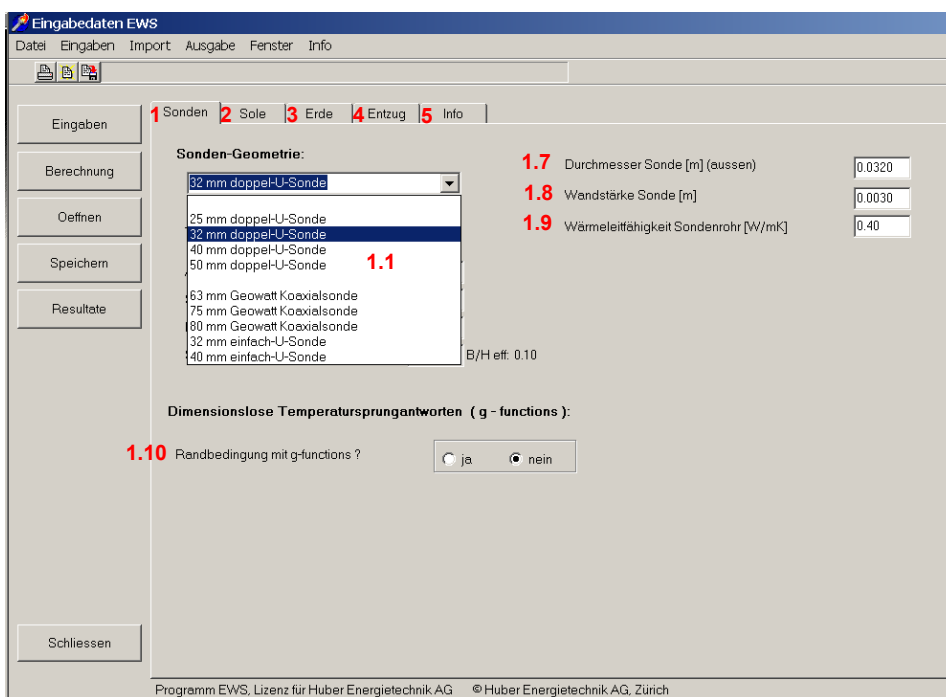 Eingabedaten EWS
Datei Eingaben Import Ausgabe Fenster Info
Eingaben
Berechnung
Oeffnen
Speichern
Resultate
Schliessen
1 Sonden 2 Sole 3 Erde 4 Entzug 5 Info
Sonden-Geometrie:
32 mm doppel-U-Sonde
25 mm doppel-U-Sonde
32 mm doppel-U-Sonde
40 mm doppel-U-Sonde
50 mm doppel-U-Sonde
1.1
63 mm Geowatt Koaxialsonde
75 mm Geowatt Koaxialsonde
80 mm Geowatt Koaxialsonde
32 mm einfach-U-Sonde
40 mm einfach-U-Sonde
B/H eff: 0.10
1.7 Durchmesser Sonde [m] (aussen) 0.0320
1.8 Wandstärke Sonde [m] 0.0030
1.9 Wärmeleitfähigkeit Sondenrohr [W/mK] 0.40
Dimensionslose Temperatursprungantworten ( g - functions ):
1.10 Randbedingung mit g-functions ? ja nein
Programm EWS, Lizenz für Huber Energietechnik AG © Huber Energietechnik AG, Zürich